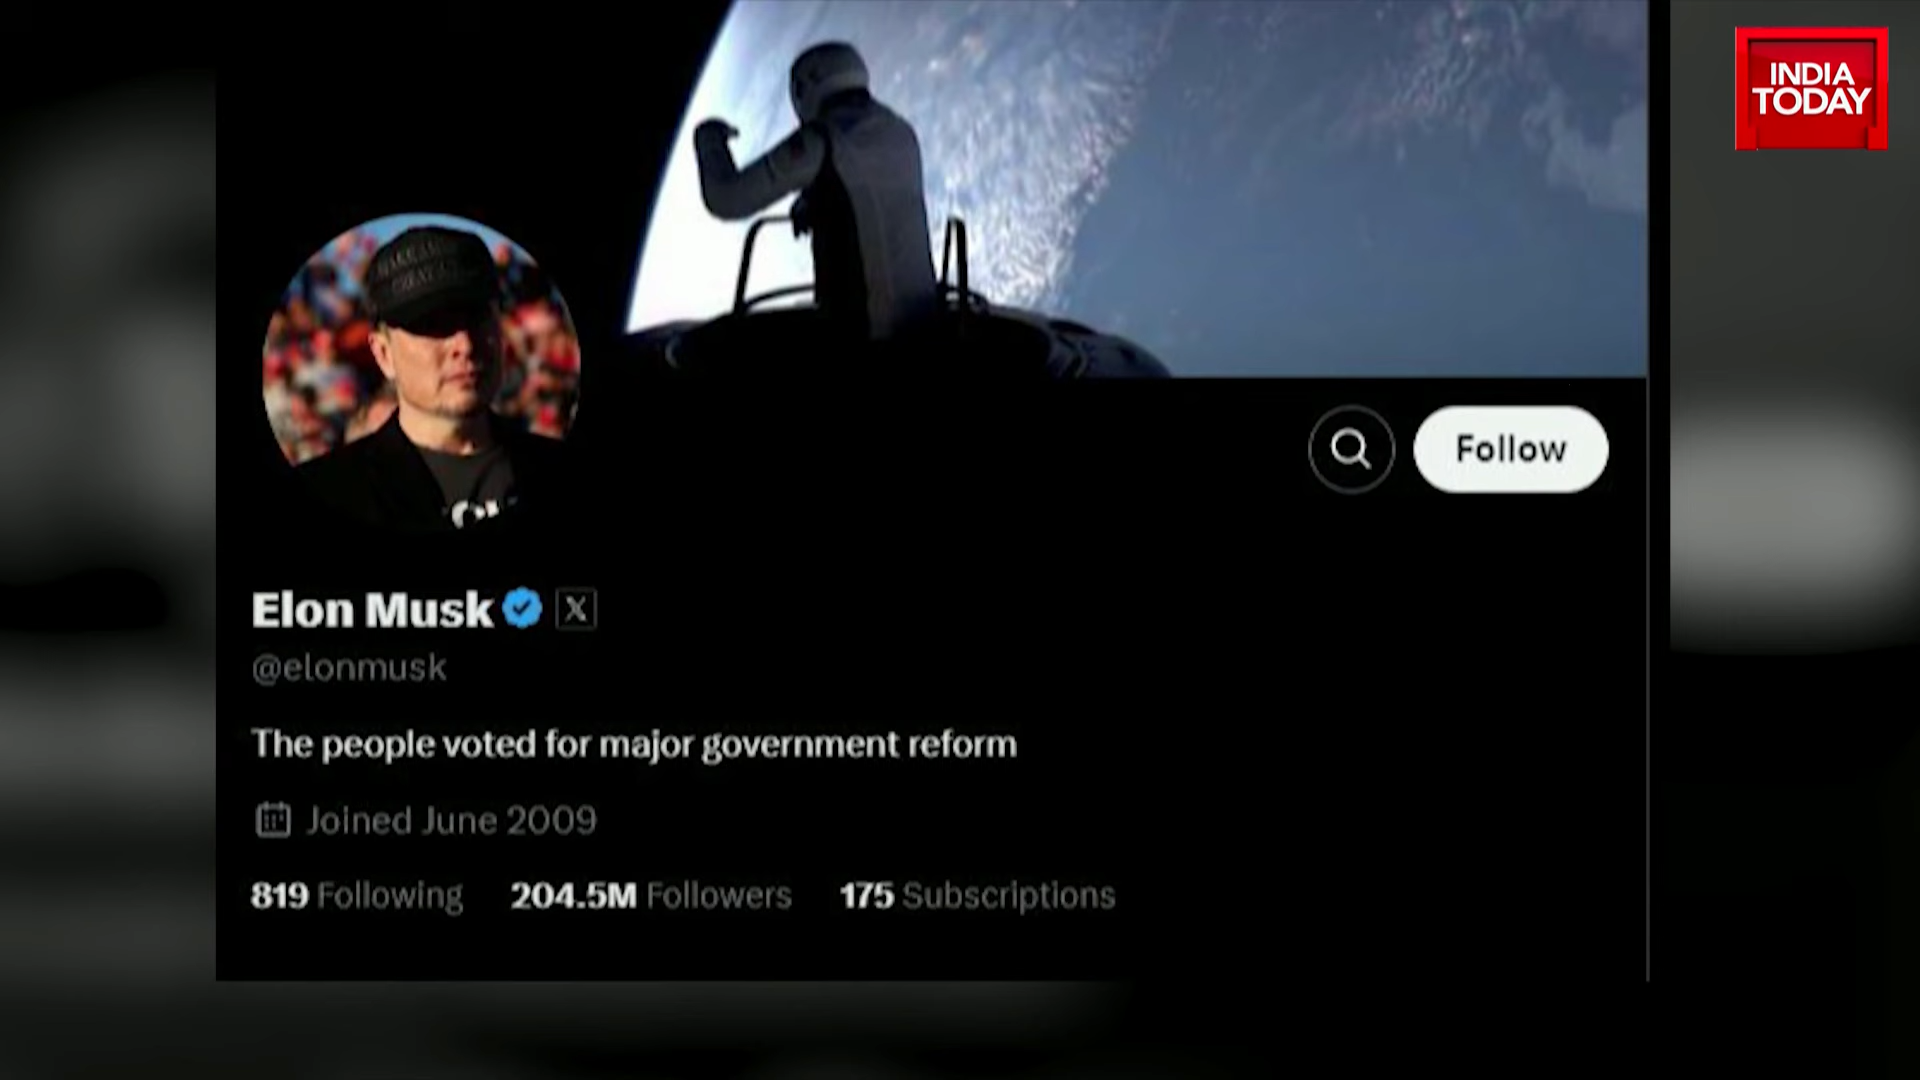 INDIA
TODAY
Follow
Elon Musk
@elonmusk
The people voted for major government reform
Joined June 2009
819 Following 204.5M Followers 175 Subscriptions